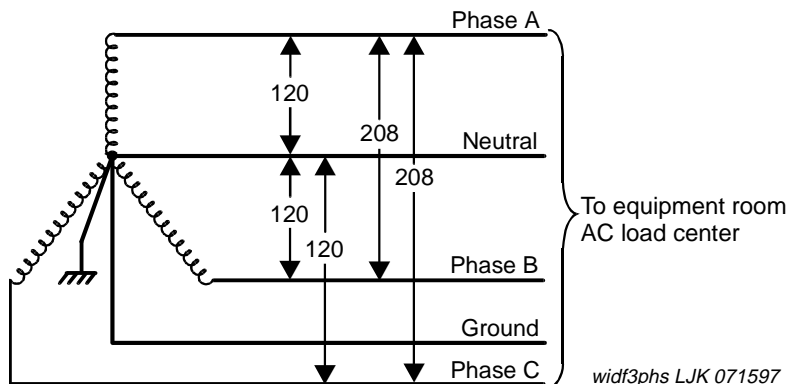 Phase A
120
Neutral
208
208
120
120
To equipment room
AC load center
Phase B
Ground
Phase C
widf3phs LJK 071597